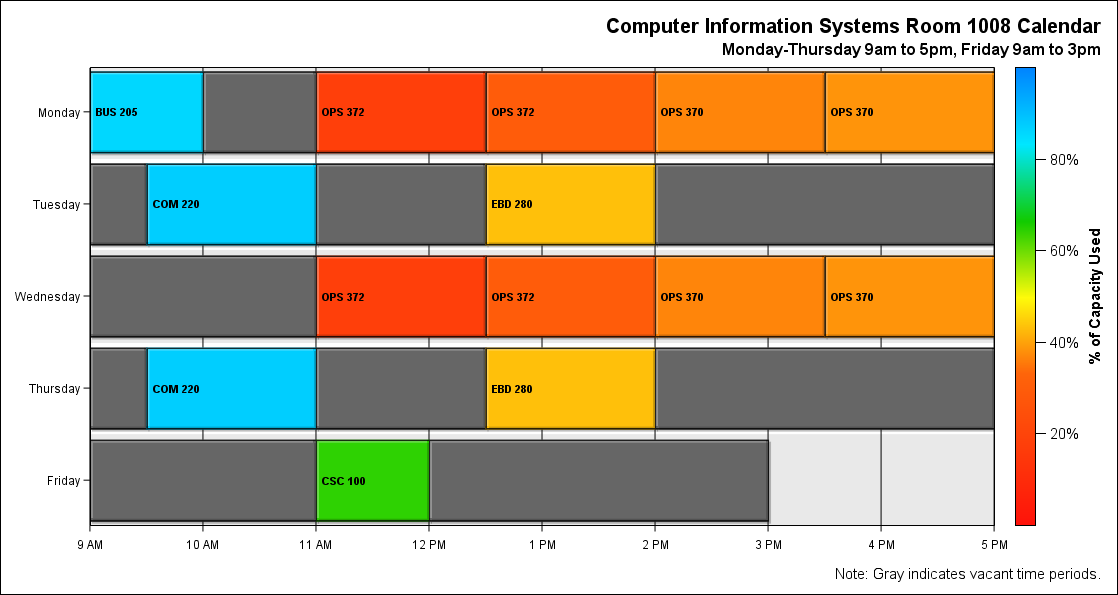 Computer Information Systems Room 1008 Calendar
Monday-Thursday 9am to 5pm, Friday 9am to 3pm
Monday
BUS 205
OPS 372
OPS 372
OPS 370
OPS 370
Tuesday
COM 220
EBD 280
Wednesday
OPS 372
OPS 372
OPS 370
OPS 370
Thursday
COM 220
EBD 280
Friday
CSC 100
9 AM
10 AM
11 AM
12 PM
1 PM
2 PM
3 PM
4 PM
5 PM
80%
60%
40%
20%
% of Capacity Used
Note: Gray indicates vacant time periods.